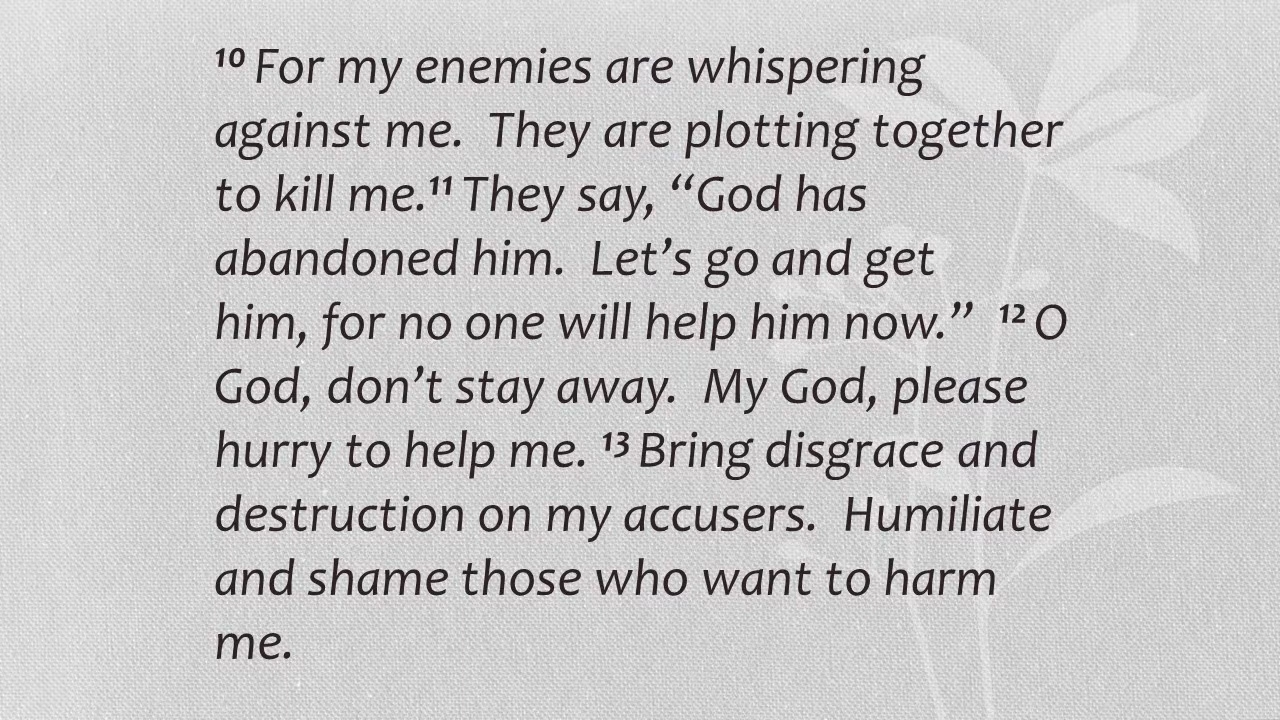 ¹⁰ For my enemies are whispering
against me.  They are plotting together
to kill me.¹¹ They say, “God has
abandoned him.  Let’s go and get
him, for no one will help him now.”  ¹² O
God, don’t stay away.  My God, please
hurry to help me. ¹³ Bring disgrace and
destruction on my accusers.  Humiliate
and shame those who want to harm
me.